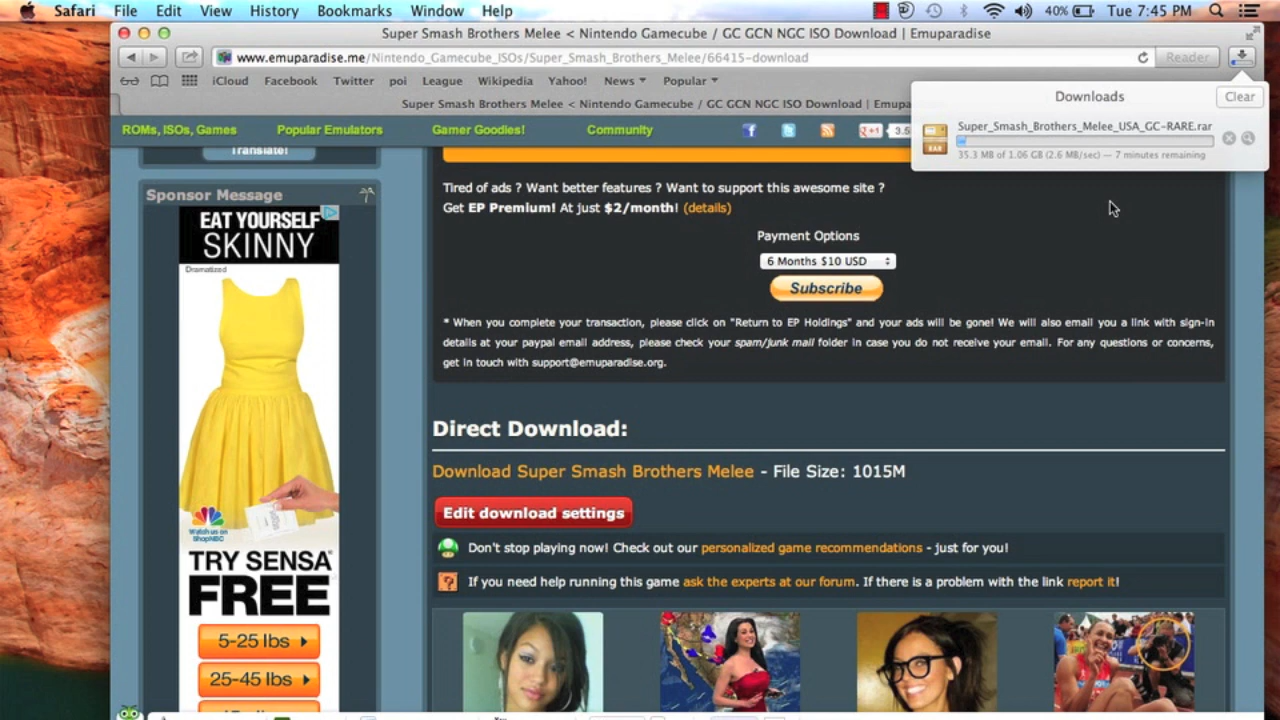 Safari File Edit View History Bookmarks Window Help 40% Tue 7:45 PM
Super Smash Brothers Melee < Nintendo Gamecube / GC GCN NGC ISO Download | Emuparadise
www.emuparadise.me/Nintendo_Gamecube_ISOs/Super_Smash_Brothers_Melee/66415-download Reader
iCloud Facebook Twitter poi League Wikipedia Yahoo! News Popular
Super Smash Brothers Melee < Nintendo Gamecube / GC GCN NGC ISO Download | Emupa
Downloads Clear
Super_Smash_Brothers_Melee_USA_GC-RARE.rar
RAR
35.3 MB of 1.06 GB (2.6 MB/sec) — 7 minutes remaining
ROMs, ISOs, Games Popular Emulators Gamer Goodies! Community +1 3.5
Translate!
Sponsor Message
EAT YOURSELF
SKINNY
Dramatized
Watch us on
ShopNBC
TRY SENSA
FREE
5-25 lbs
25-45 lbs
Tired of ads ? Want better features ? Want to support this awesome site ?
Get EP Premium! At just $2/month! (details)
Payment Options
6 Months $10 USD
Subscribe
* When you complete your transaction, please click on "Return to EP Holdings" and your ads will be gone! We will also email you a link with sign-in
details at your paypal email address, please check your spam/junk mail folder in case you do not receive your email. For any questions or concerns,
get in touch with support@emuparadise.org.
Direct Download:
Download Super Smash Brothers Melee - File Size: 1015M
Edit download settings
Don't stop playing now! Check out our personalized game recommendations - just for you!
If you need help running this game ask the experts at our forum. If there is a problem with the link report it!